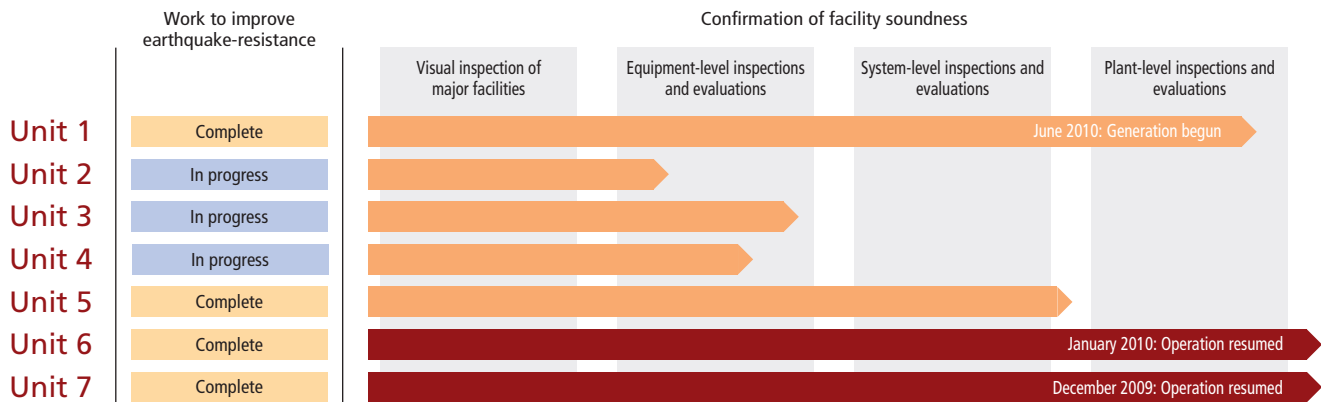 Work to improve
earthquake-resistance
Confirmation of facility soundness
Visual inspection of
major facilities
Equipment-level inspections
and evaluations
System-level inspections and
evaluations
Plant-level inspections and
evaluations
Unit 1
Complete
June 2010: Generation begun
Unit 2
In progress
Unit 3
In progress
Unit 4
In progress
Unit 5
Complete
Unit 6
Complete
January 2010: Operation resumed
Unit 7
Complete
December 2009: Operation resumed